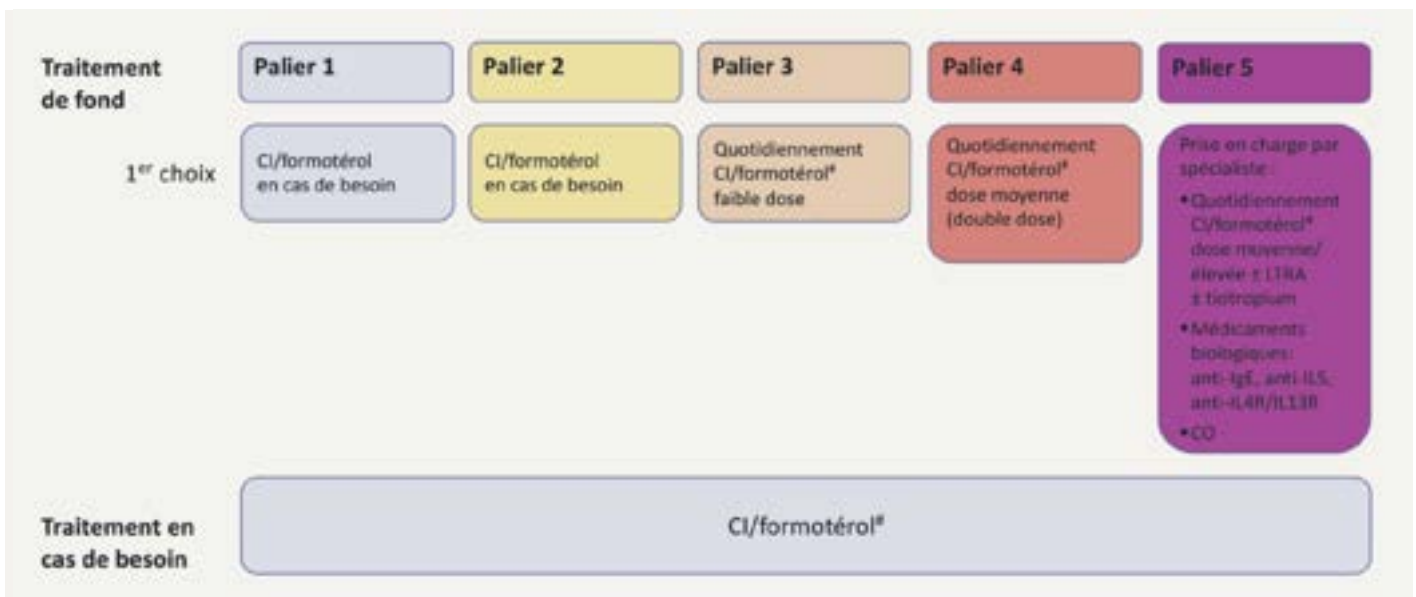 Traitement
de fond
Palier 1
Palier 2
Palier 3
Palier 4
Palier 5
1er choix
CI/formotérol
en cas de besoin
CI/formotérol
en cas de besoin
Quotidiennement
CI/formotérol#
faible dose
Quotidiennement
CI/formotérol#
dose moyenne
(double dose)
Prise en charge par
spécialiste :
•Quotidiennement
CI/formotérol#
dose moyenne/
élevée ± LTRA
± tiotropium
•Médicaments
biologiques:
anti-IgE, anti-IL5,
anti-IL4R/IL13R
•CO
Traitement en
cas de besoin
CI/formotérol#